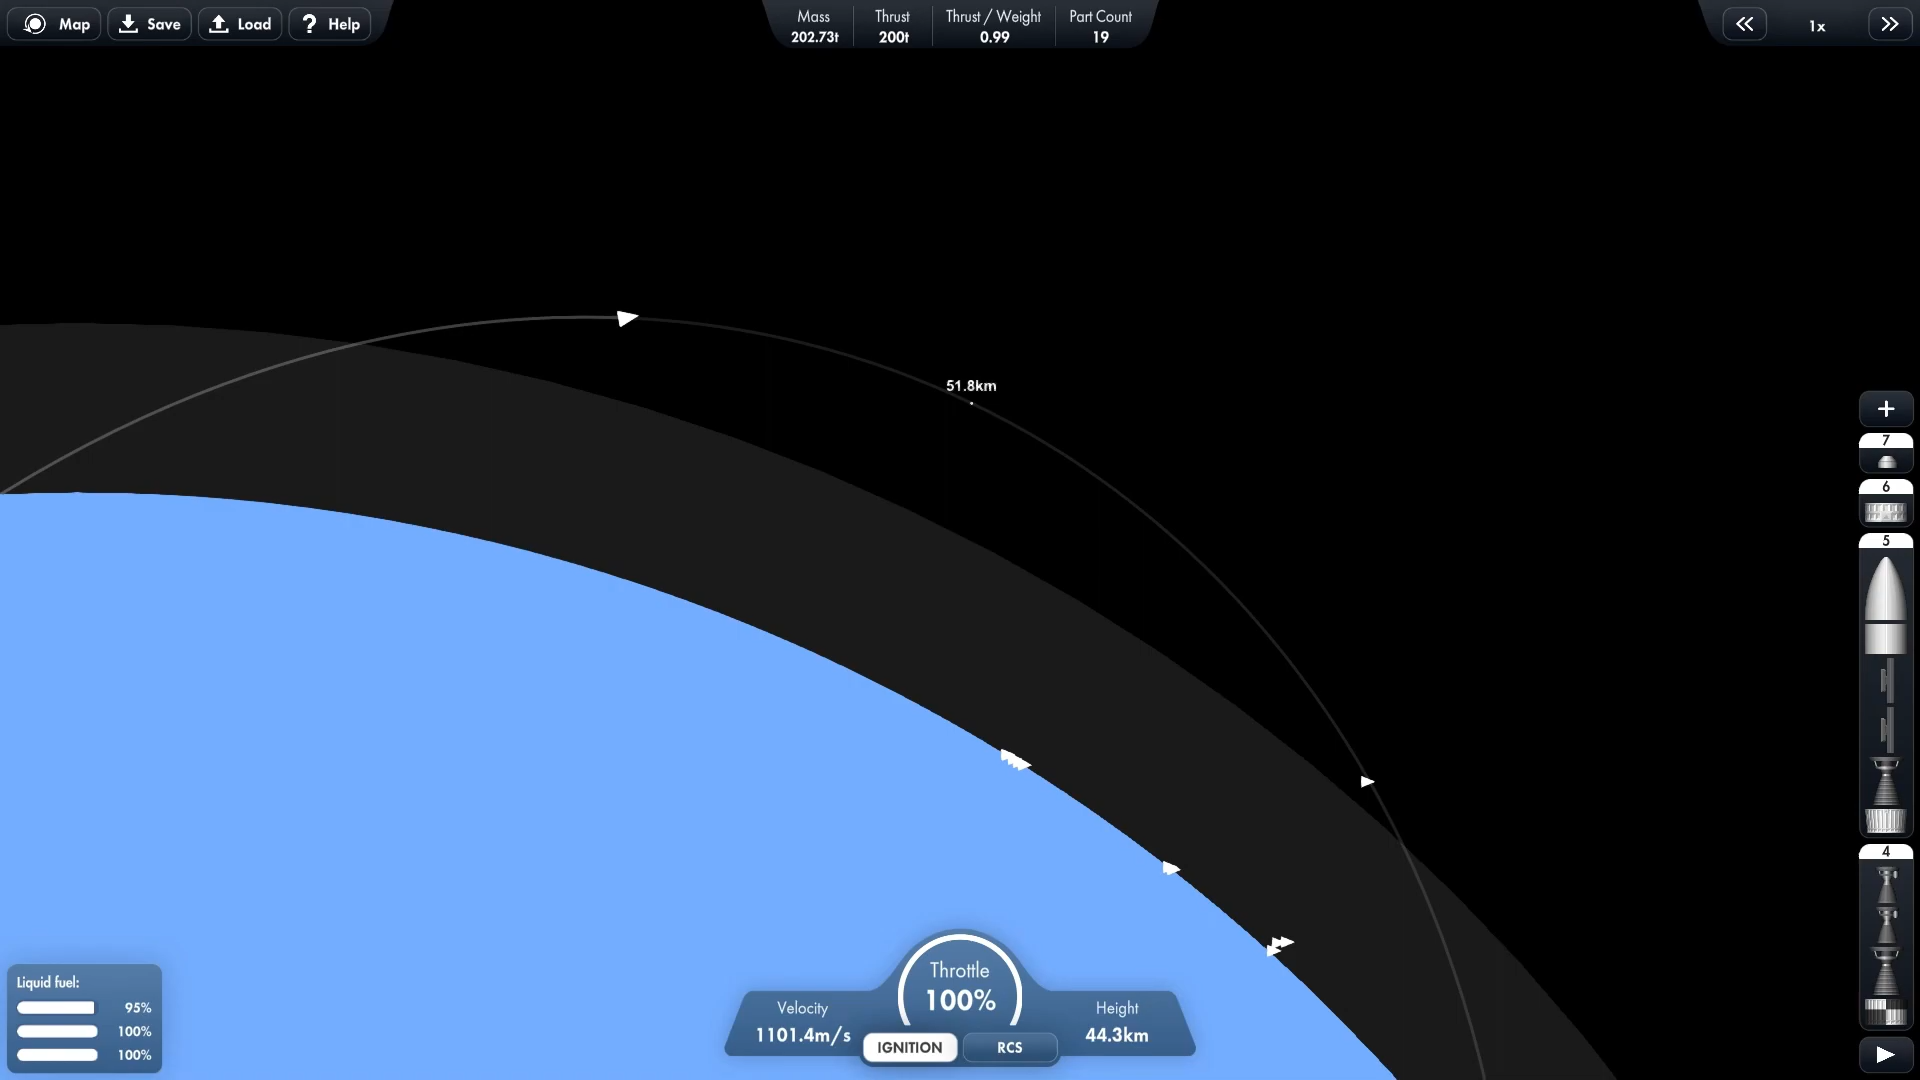 Map
Save
Load
? Help
Mass
202.73t
Thrust
200t
Thrust / Weight
0.99
Part Count
19
1x
51.8km
7
6
5
4
Liquid fuel:
95%
100%
100%
Throttle
100%
Velocity
1101.4m/s
IGNITION
RCS
Height
44.3km